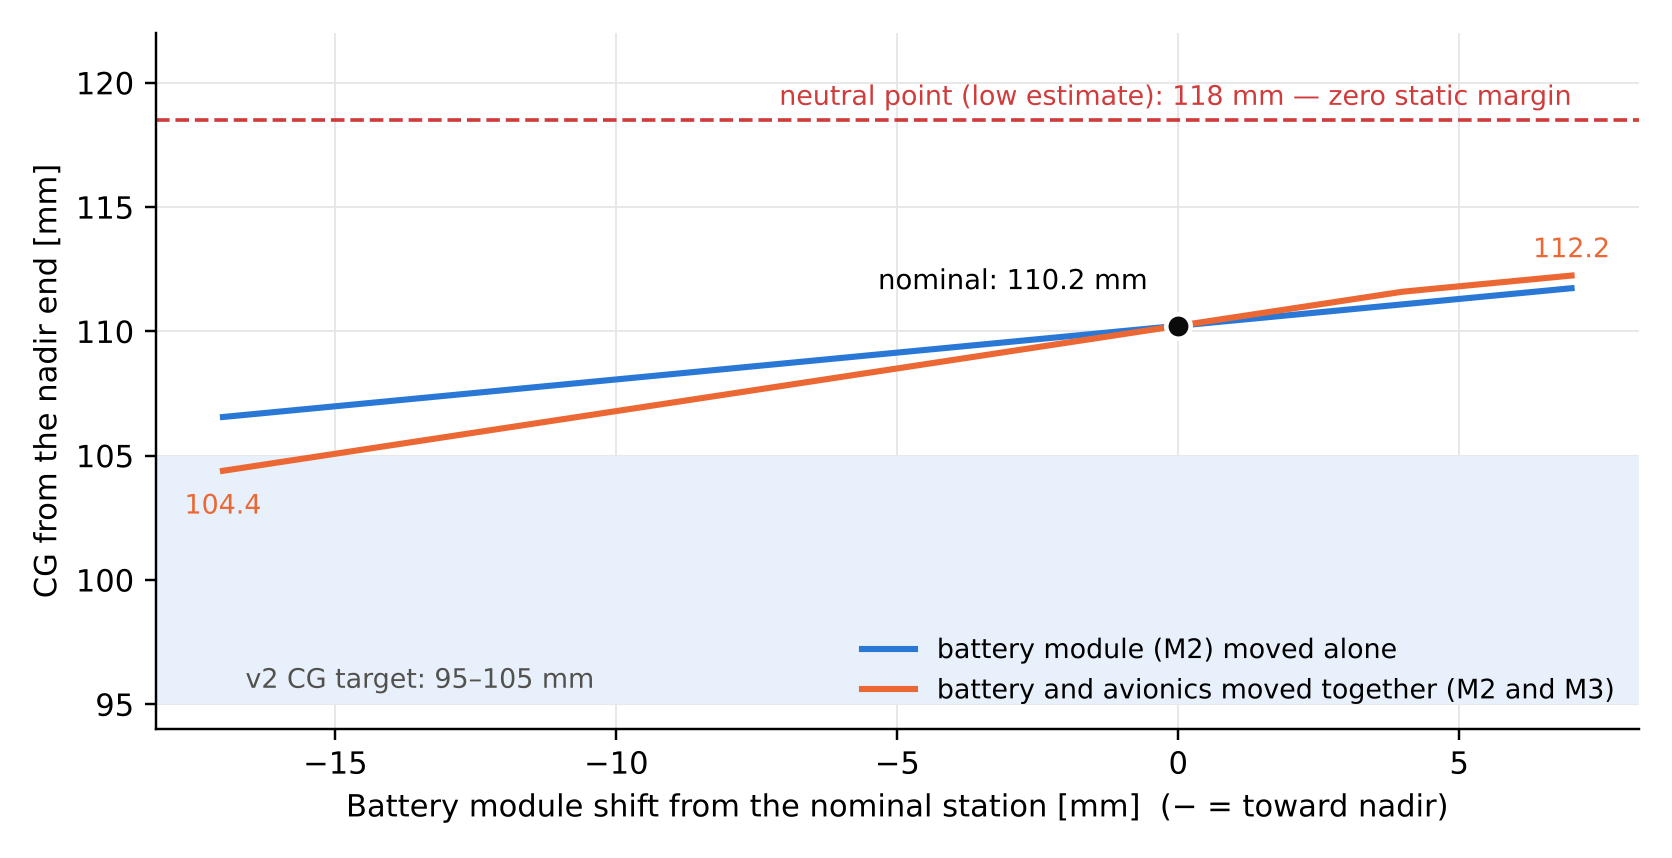 CG from the nadir end [mm]
120
115
110
105
100
95
neutral point (low estimate): 118 mm — zero static margin
112.2
nominal: 110.2 mm
104.4
v2 CG target: 95–105 mm
battery module (M2) moved alone
battery and avionics moved together (M2 and M3)
−15
−10
−5
0
5
Battery module shift from the nominal station [mm]  (− = toward nadir)